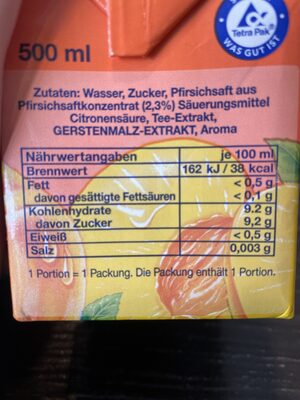 Tetra Pak
WAS GUT IST
500 ml
Zutaten: Wasser, Zucker, Pfirsichsaft aus
Pfirsichsaftkonzentrat (2,3%) Säuerungsmittel
Citronensäure, Tee-Extrakt,
GERSTENMALZ-EXTRAKT, Aroma
Nährwertangaben je 100 ml
Brennwert 162 kJ / 38 kcal
Fett < 0,5 g
davon gesättigte Fettsäuren < 0,1 g
Kohlenhydrate 9.2 g
davon Zucker 9,2 g
Eiweiß < 0,5 g
Salz 0,003 g
1 Portion = 1 Packung. Die Packung enthält 1 Portion.